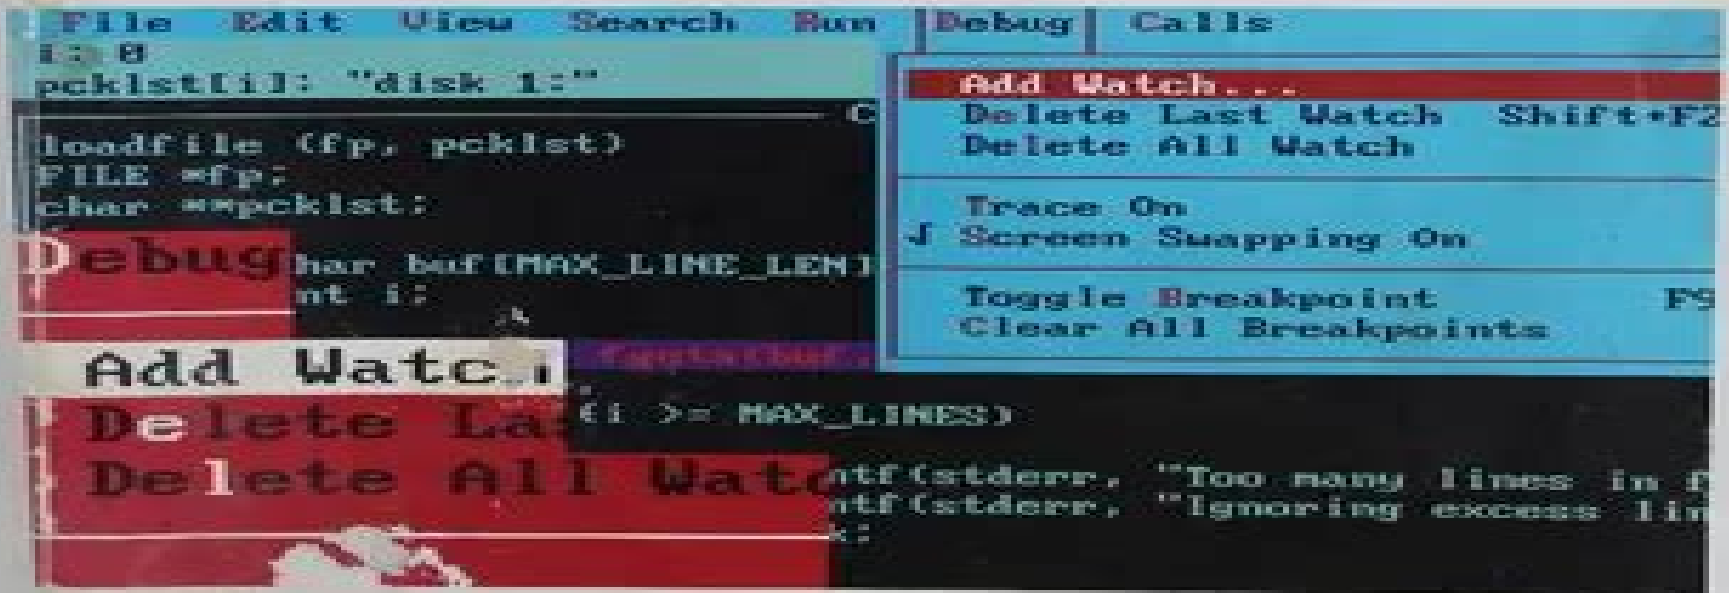 File Edit View Search Run Debug Calls
i: 0
pcklst[i]: "disk 1:"
C
loadfile (fp, pcklst)
FILE *fp;
char **pcklst;
har buf[MAX_LINE_LEN]
nt i;
(i >= MAX_LINES)
ntf(stderr, "Too many lines in f
ntf(stderr, "Ignoring excess lin
k;
Add Watch...
Delete Last Watch Shift+F2
Delete All Watch
Trace On
√ Screen Swapping On
Toggle Breakpoint F9
Clear All Breakpoints
Debug
Add Watc
Delete La
Delete All Watc